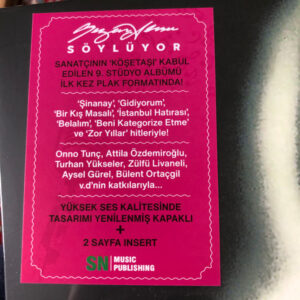 Sezen Aksu
SÖYLÜYOR
SANATÇININ 'KÖŞETAŞI' KABUL
EDİLEN 9. STÜDYO ALBÜMÜ
İLK KEZ PLAK FORMATINDA!
'Şinanay', 'Gidiyorum',
'Bir Kış Masalı', 'İstanbul Hatırası',
'Belalım', 'Beni Kategorize Etme'
ve 'Zor Yıllar' hitleriyle!
Onno Tunç, Attila Özdemiroğlu,
Turhan Yükseler, Zülfü Livaneli,
Aysel Gürel, Bülent Ortaçgil
v.d'nin katkılarıyla...
YÜKSEK SES KALİTESİNDE
TASARIMI YENİLENMİŞ KAPAKLI
+
2 SAYFA INSERT
SN MUSIC
PUBLISHING